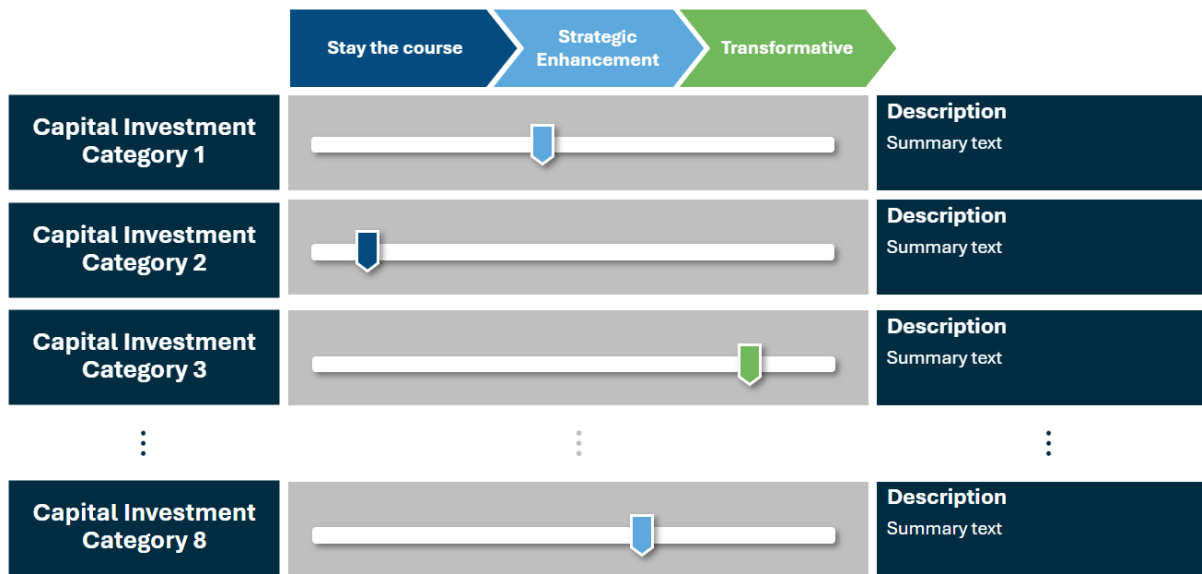 Stay the course
Strategic
Enhancement
Transformative
Capital Investment
Category 1
Description
Summary text
Capital Investment
Category 2
Description
Summary text
Capital Investment
Category 3
Description
Summary text
Capital Investment
Category 8
Description
Summary text